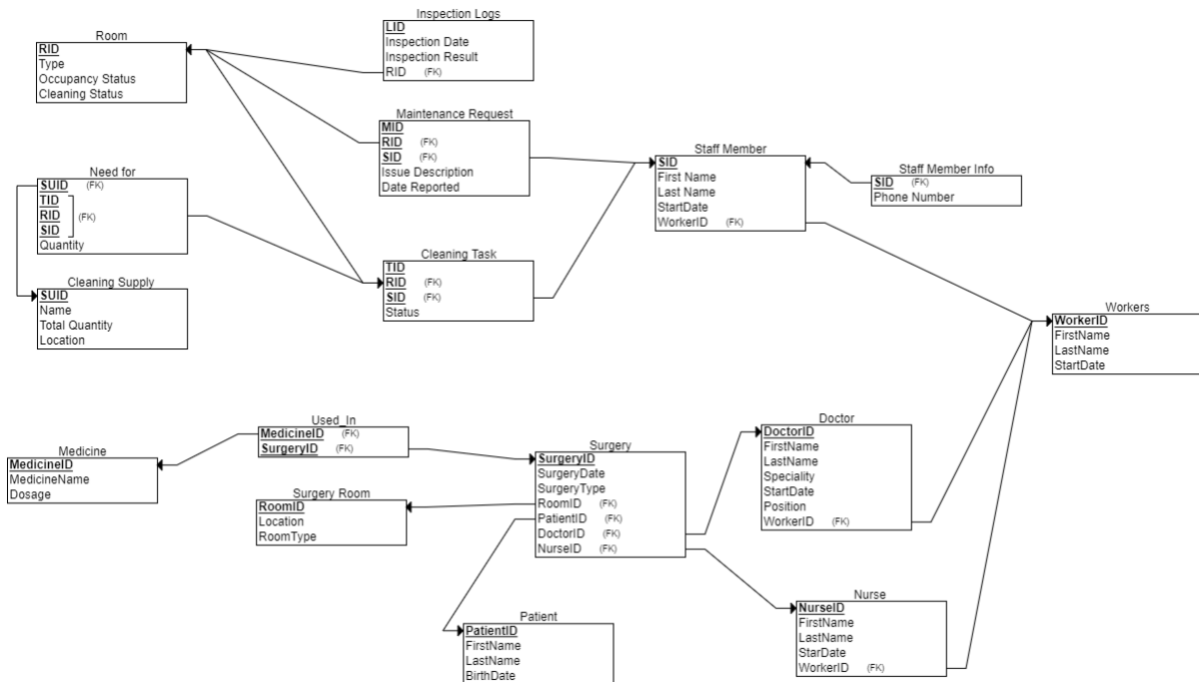 Inspection Logs
LID
Inspection Date
Inspection Result
RID (FK)
Room
RID
Type
Occupancy Status
Cleaning Status
Maintenance Request
MID
RID (FK)
SID (FK)
Issue Description
Date Reported
Staff Member
SID
First Name
Last Name
StartDate
WorkerID (FK)
Staff Member Info
SID (FK)
Phone Number
Need for
SUID (FK)
TID
RID (FK)
SID
Quantity
Cleaning Task
TID
RID (FK)
SID (FK)
Status
Cleaning Supply
SUID
Name
Total Quantity
Location
Workers
WorkerID
FirstName
LastName
StartDate
Used_In
MedicineID (FK)
SurgeryID (FK)
Medicine
MedicineID
MedicineName
Dosage
Surgery
SurgeryID
SurgeryDate
SurgeryType
RoomID (FK)
PatientID (FK)
DoctorID (FK)
NurseID (FK)
Doctor
DoctorID
FirstName
LastName
Speciality
StartDate
Position
WorkerID (FK)
Surgery Room
RoomID
Location
RoomType
Patient
PatientID
FirstName
LastName
BirthDate
Nurse
NurseID
FirstName
LastName
StarDate
WorkerID (FK)